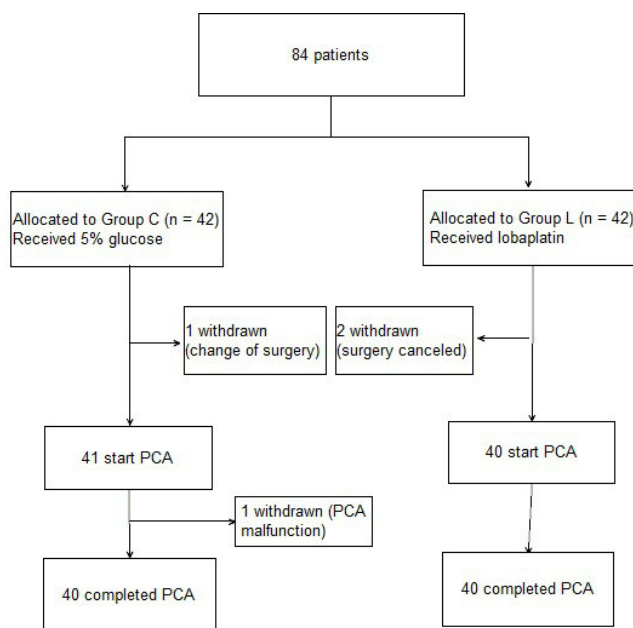 84 patients
Allocated to Group C (n = 42)
Received 5% glucose
Allocated to Group L (n = 42)
Received lobaplatin
1 withdrawn
(change of surgery)
2 withdrawn
(surgery canceled)
41 start PCA
40 start PCA
1 withdrawn (PCA
malfunction)
40 completed PCA
40 completed PCA